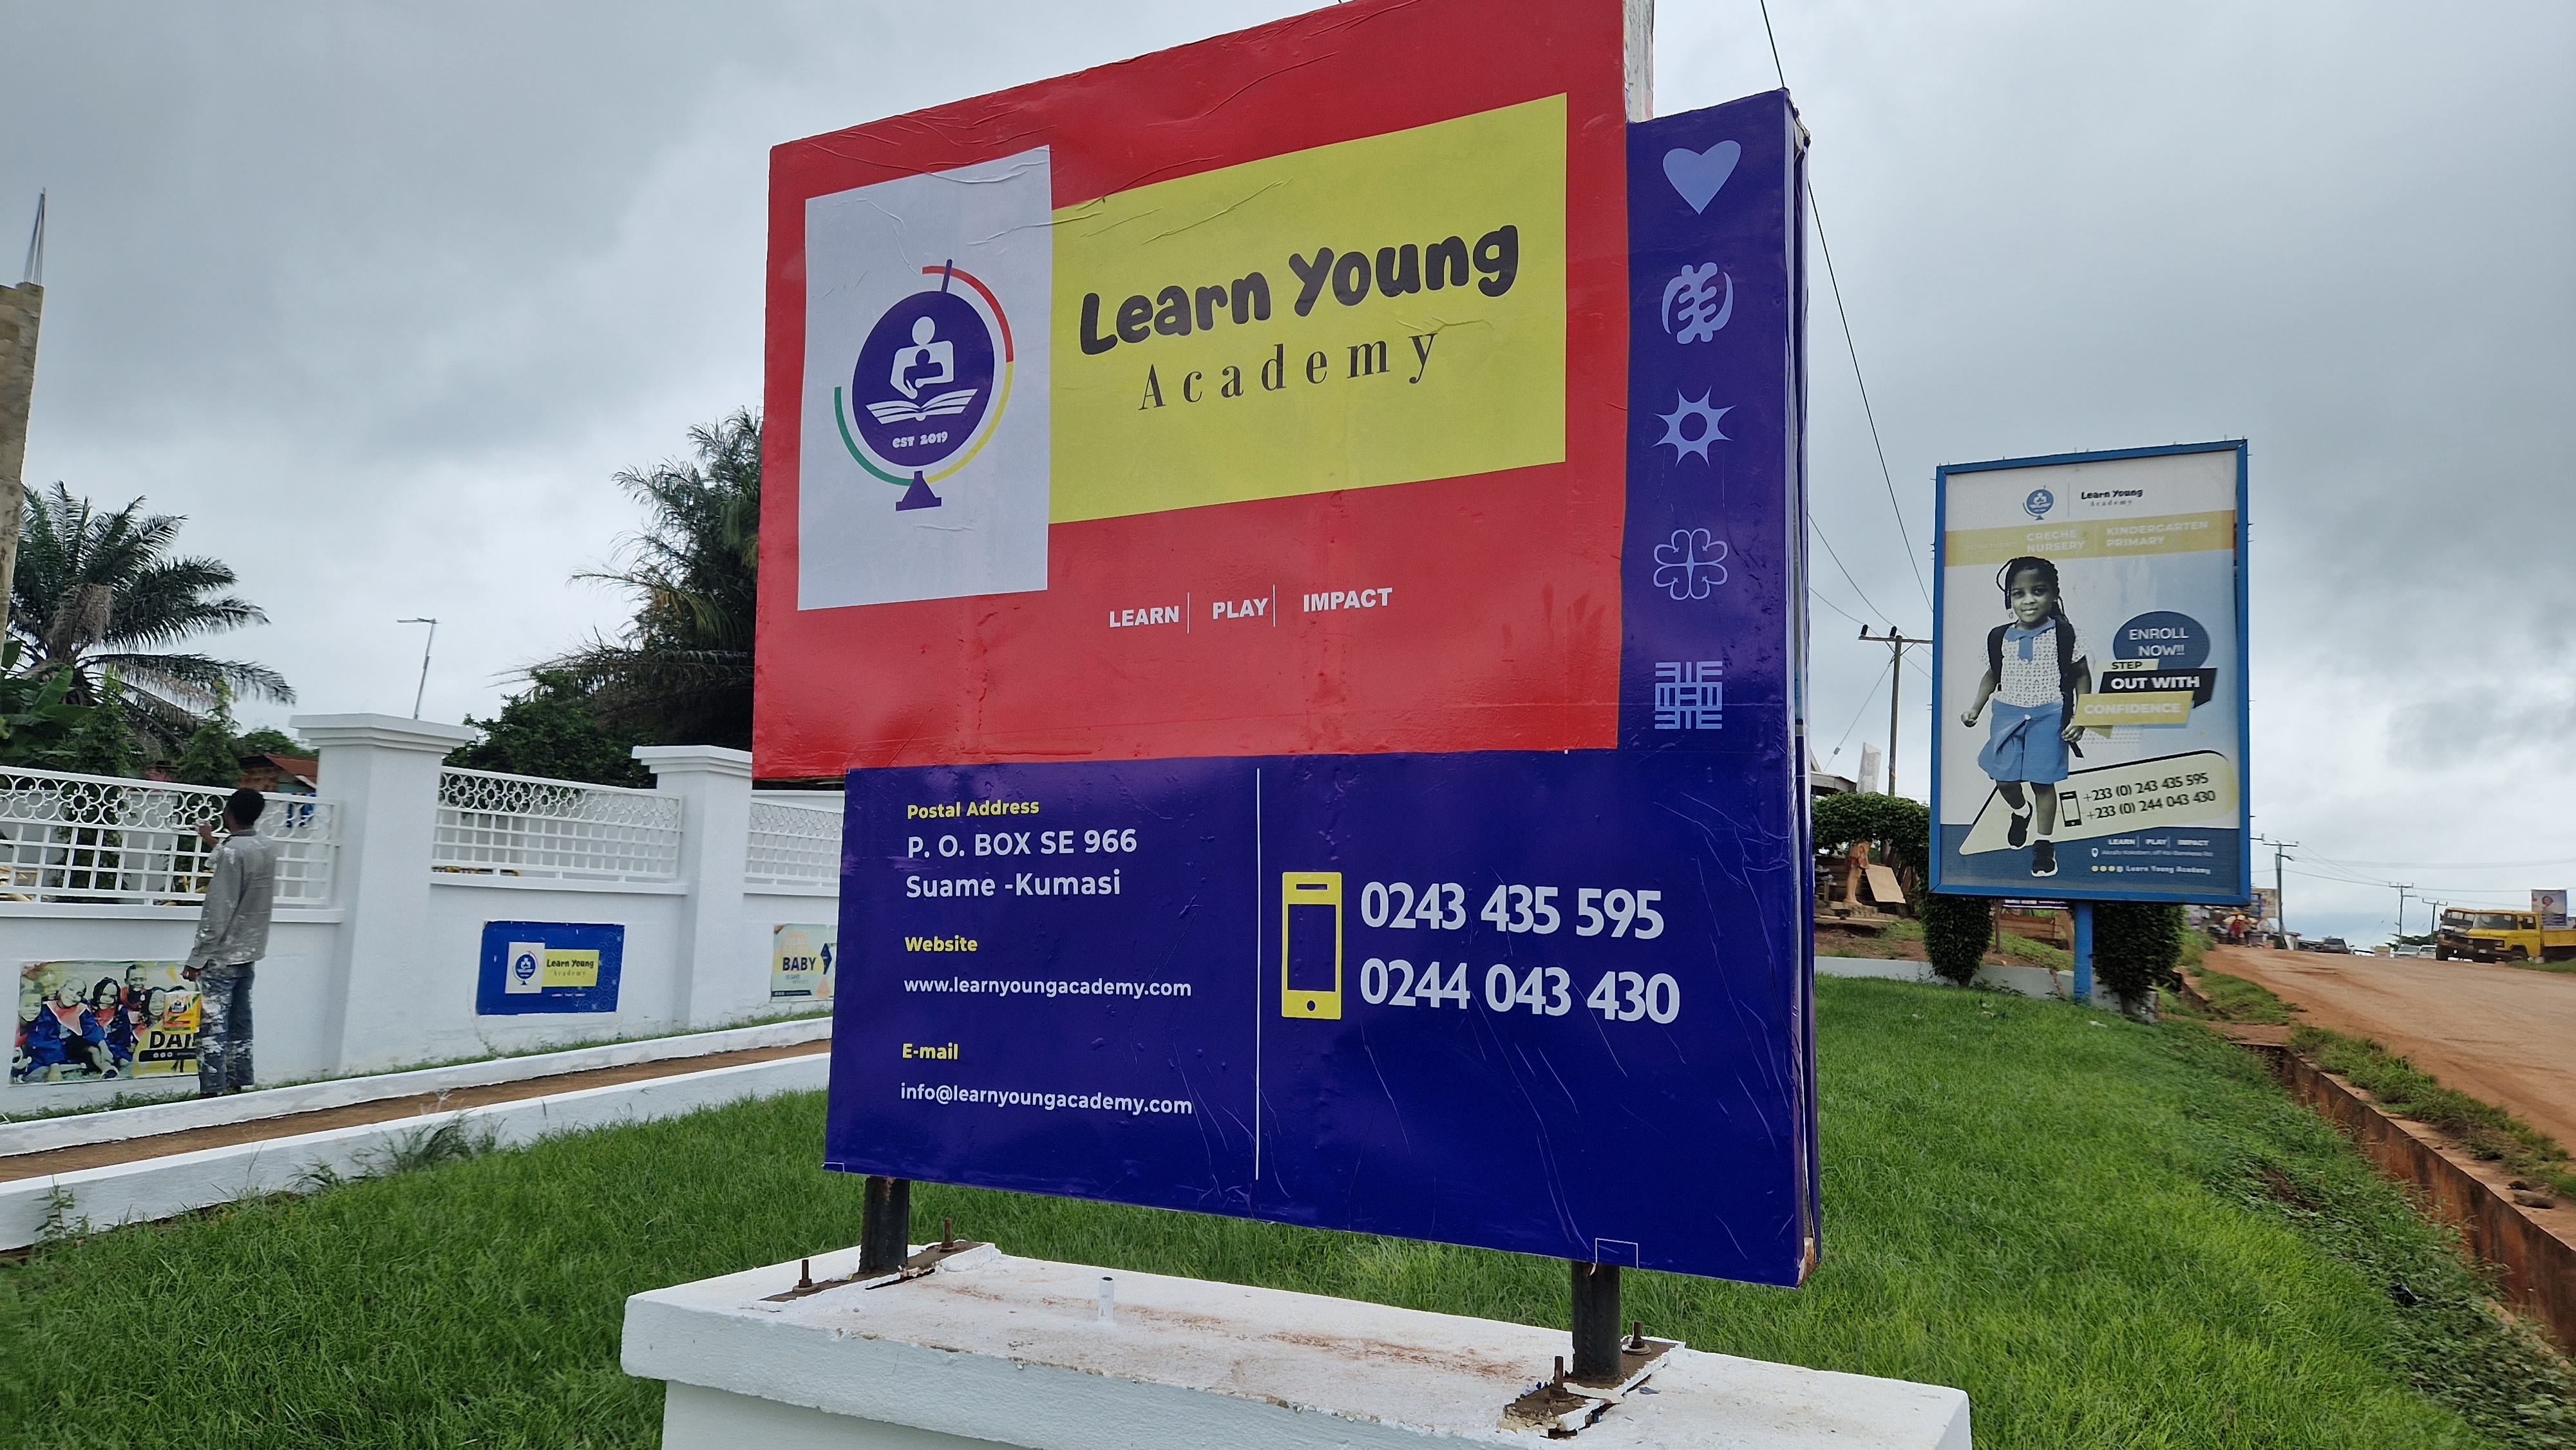 EST 2019
Learn Young
Academy
LEARN | PLAY | IMPACT
Postal Address
P. O. BOX SE 966
Suame -Kumasi
Website
www.learnyoungacademy.com
E-mail
info@learnyoungacademy.com
0243 435 595
0244 043 430
Learn Young
Academy
CRECHE
NURSERY
KINDERGARTEN
PRIMARY
ENROLL
NOW!!
STEP
OUT WITH
CONFIDENCE
+233 (0) 243 435 595
+233 (0) 244 043 430
LEARN | PLAY | IMPACT
Learn Young Academy
Learn Young
Academy
BABY